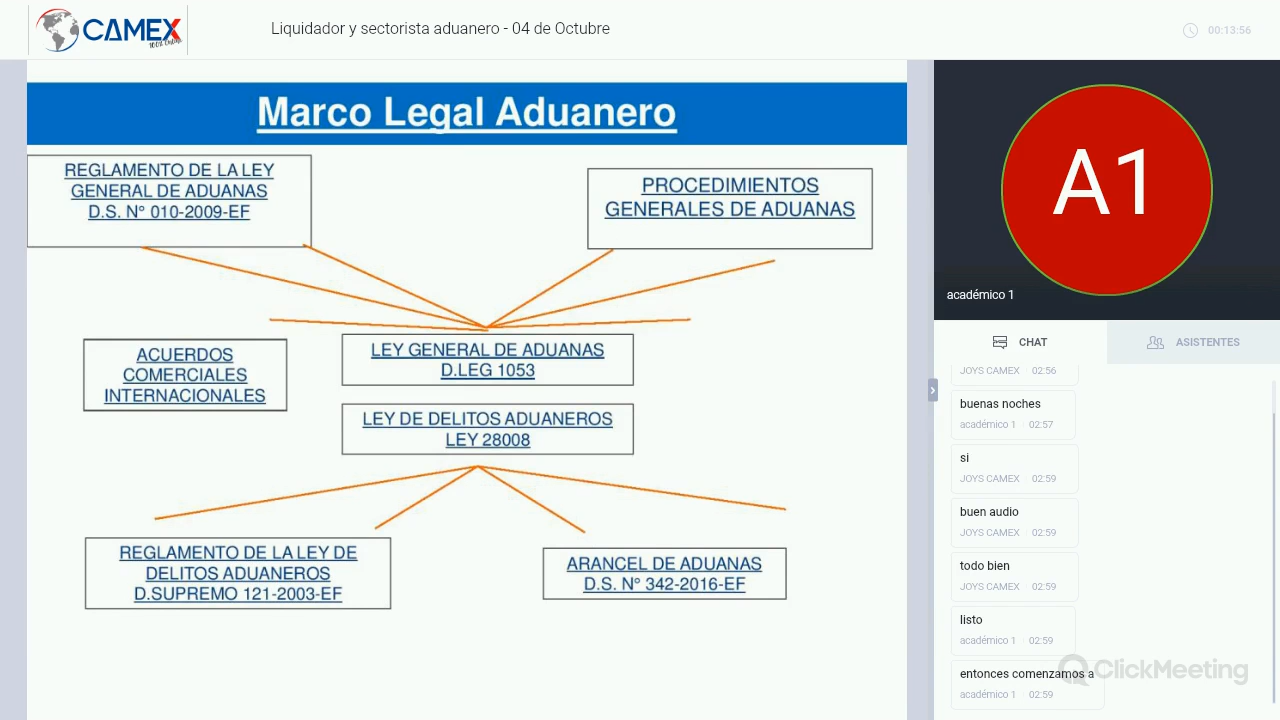 CAMEX
100% Online
Liquidador y sectorista aduanero - 04 de Octubre
00:13:56
Marco Legal Aduanero
REGLAMENTO DE LA LEY
GENERAL DE ADUANAS
D.S. N° 010-2009-EF
PROCEDIMIENTOS
GENERALES DE ADUANAS
ACUERDOS
COMERCIALES
INTERNACIONALES
LEY GENERAL DE ADUANAS
D.LEG 1053
LEY DE DELITOS ADUANEROS
LEY 28008
REGLAMENTO DE LA LEY DE
DELITOS ADUANEROS
D.SUPREMO 121-2003-EF
ARANCEL DE ADUANAS
D.S. N° 342-2016-EF
A1
académico 1
CHAT
ASISTENTES
JOYS CAMEX 02:56
buenas noches
académico 1 02:57
si
JOYS CAMEX 02:59
buen audio
JOYS CAMEX 02:59
todo bien
JOYS CAMEX 02:59
listo
académico 1 02:59
entonces comenzamos a
académico 1 02:59
ClickMeeting